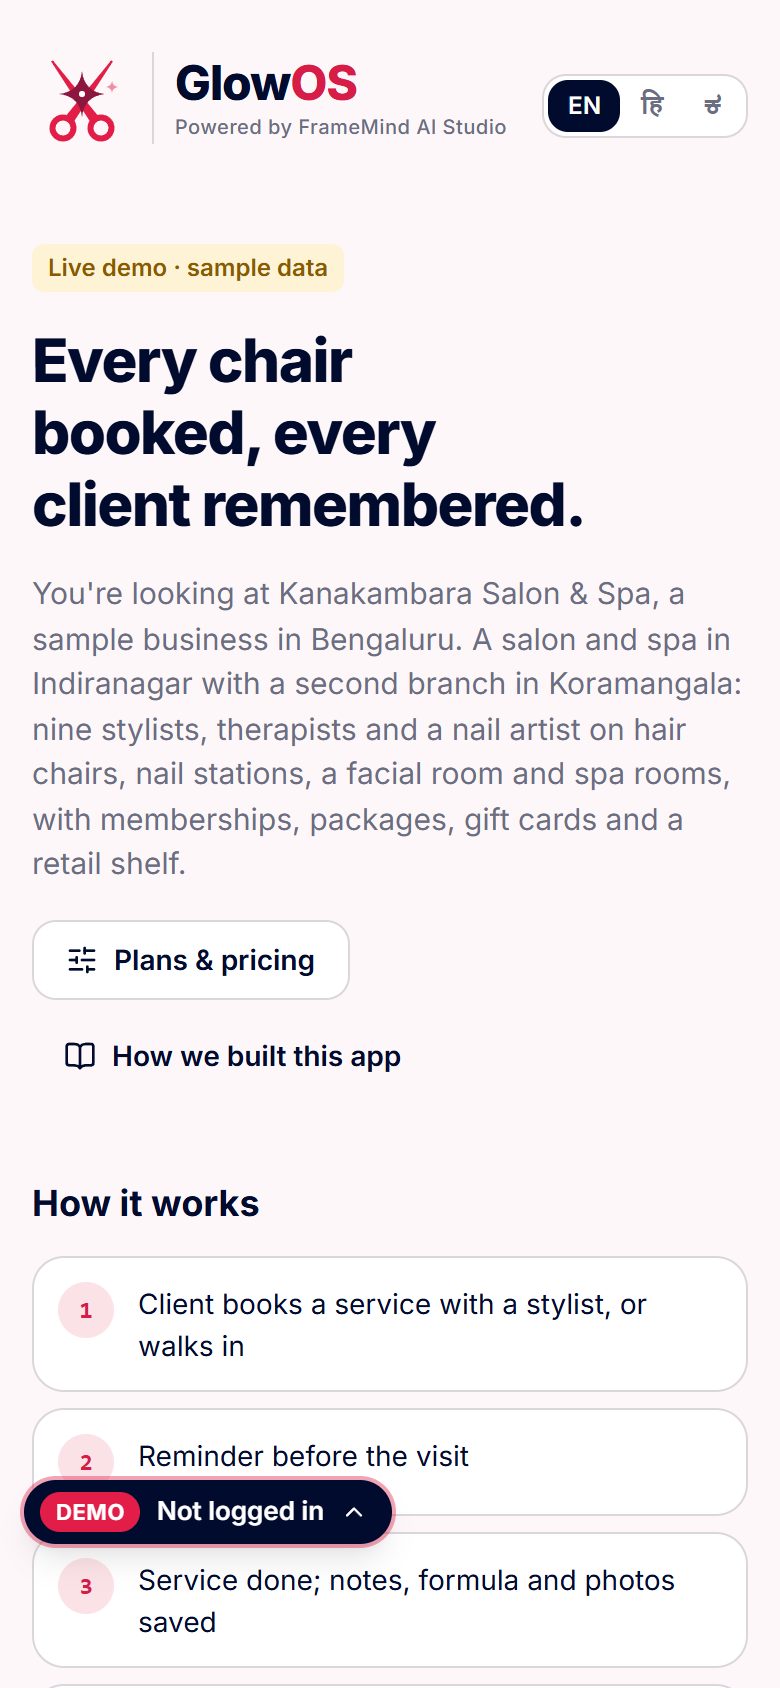 GlowOS
Powered by FrameMind AI Studio
EN हि ಕ
Live demo · sample data
Every chair
booked, every
client remembered.
You're looking at Kanakambara Salon & Spa, a
sample business in Bengaluru. A salon and spa in
Indiranagar with a second branch in Koramangala:
nine stylists, therapists and a nail artist on hair
chairs, nail stations, a facial room and spa rooms,
with memberships, packages, gift cards and a
retail shelf.
Plans & pricing
How we built this app
How it works
1 Client books a service with a stylist, or
walks in
2 Reminder before the visit
DEMO Not logged in
3 Service done; notes, formula and photos
saved